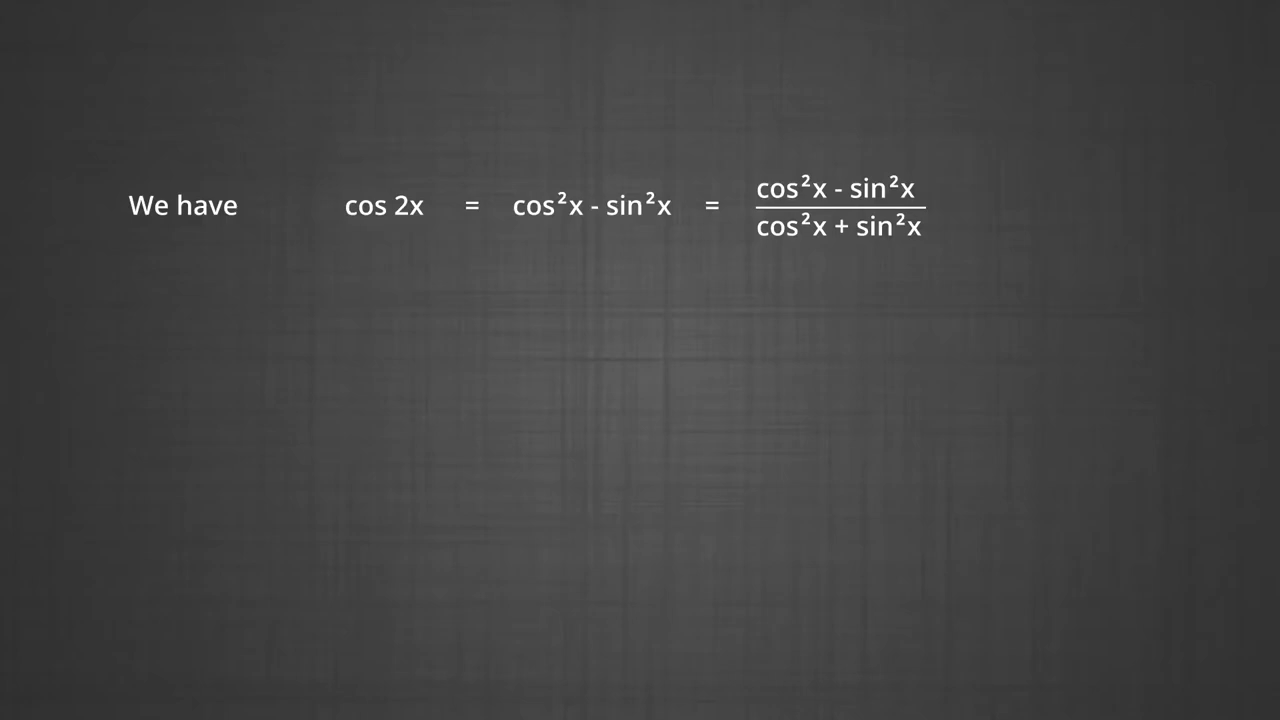 We have cos 2x = cos²x - sin²x = cos²x - sin²x / cos²x + sin²x